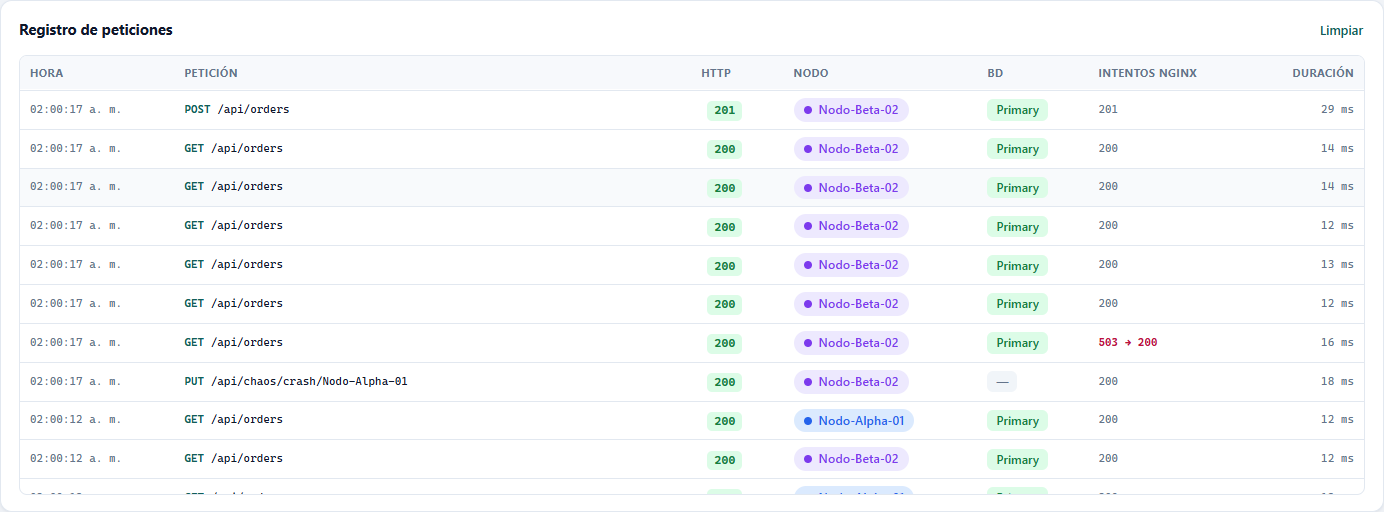 Registro de peticiones
Limpiar
HORA PETICIÓN HTTP NODO BD INTENTOS NGINX DURACIÓN
02:00:17 a. m. POST /api/orders 201 Nodo-Beta-02 Primary 201 29 ms
02:00:17 a. m. GET /api/orders 200 Nodo-Beta-02 Primary 200 14 ms
02:00:17 a. m. GET /api/orders 200 Nodo-Beta-02 Primary 200 14 ms
02:00:17 a. m. GET /api/orders 200 Nodo-Beta-02 Primary 200 12 ms
02:00:17 a. m. GET /api/orders 200 Nodo-Beta-02 Primary 200 13 ms
02:00:17 a. m. GET /api/orders 200 Nodo-Beta-02 Primary 200 12 ms
02:00:17 a. m. GET /api/orders 200 Nodo-Beta-02 Primary 503 → 200 16 ms
02:00:17 a. m. PUT /api/chaos/crash/Nodo-Alpha-01 200 Nodo-Beta-02 — 200 18 ms
02:00:12 a. m. GET /api/orders 200 Nodo-Alpha-01 Primary 200 12 ms
02:00:12 a. m. GET /api/orders 200 Nodo-Beta-02 Primary 200 12 ms